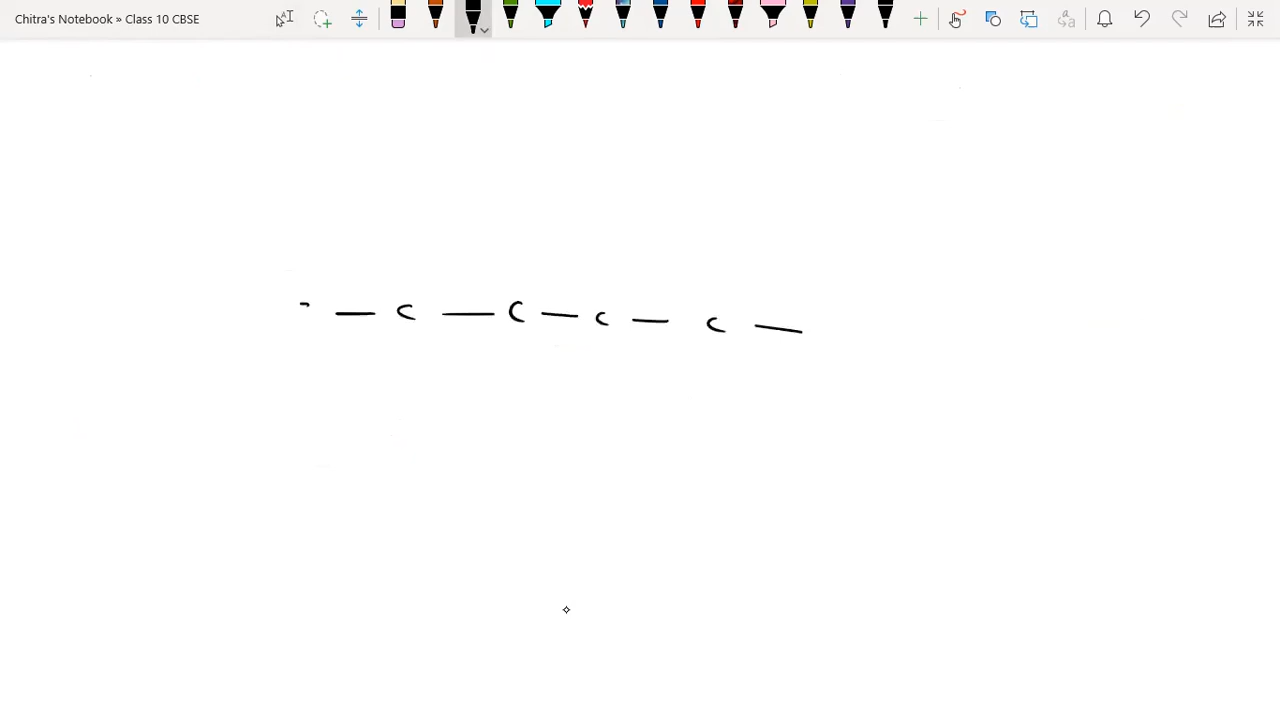 Chitra's Notebook » Class 10 CBSE
— c — C — c — c —